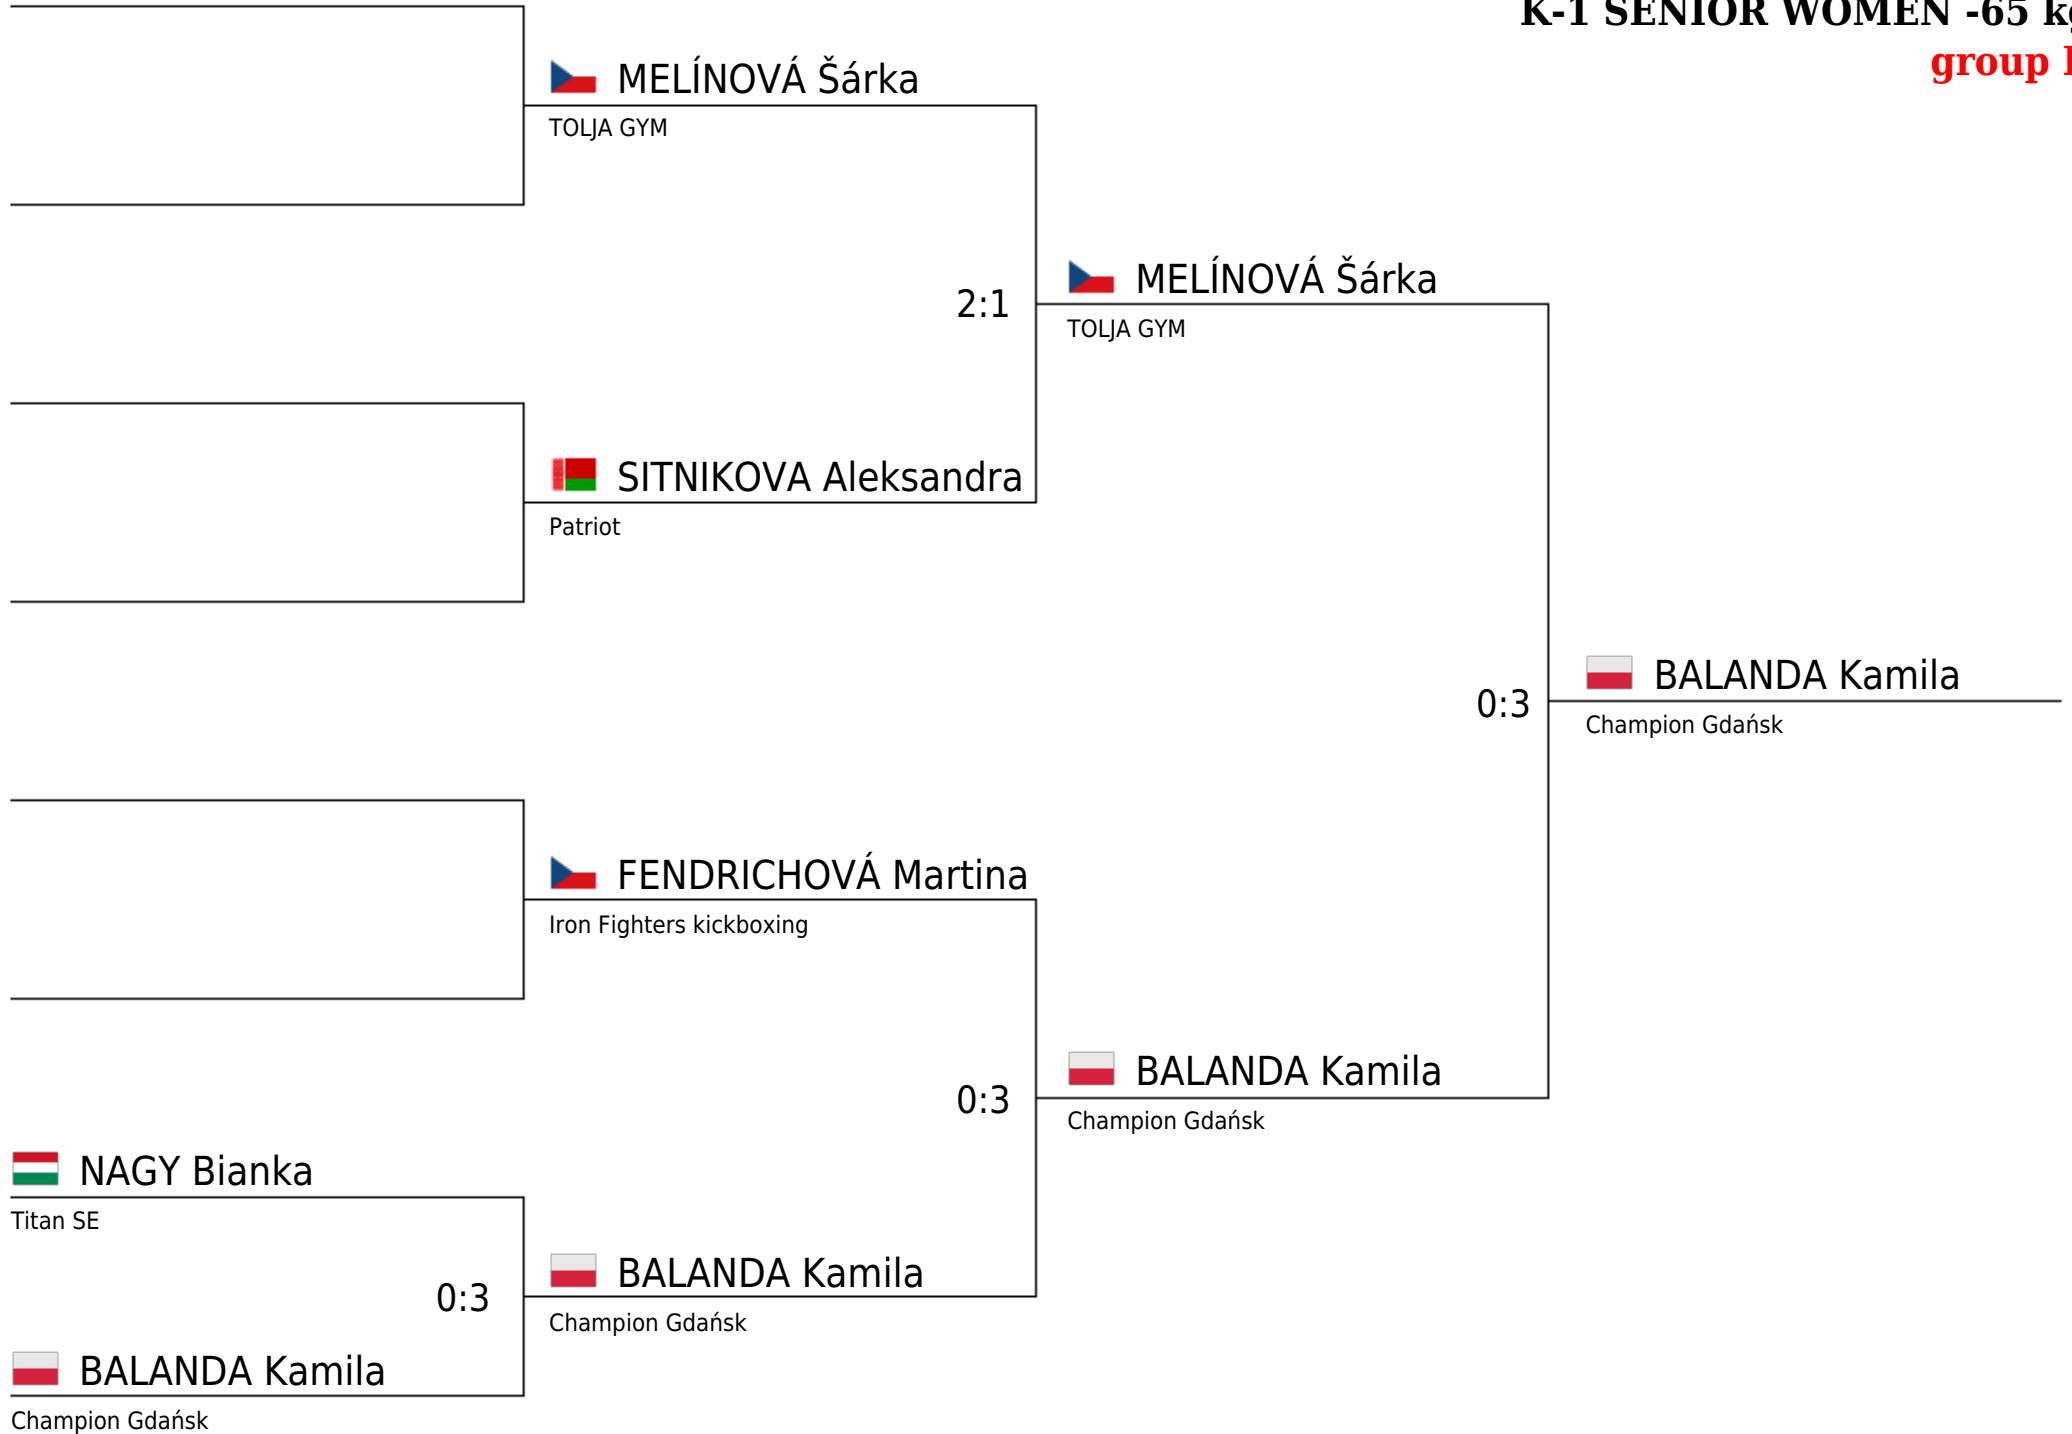 K-1 SENIOR WOMEN -65 kg
group
MELÍNOVÁ Šárka
TOLJA GYM
2:1
MELÍNOVÁ Šárka
TOLJA GYM
SITNIKOVA Aleksandra
Patriot
0:3
BALANDA Kamila
Champion Gdańsk
FENDRICHOVÁ Martina
Iron Fighters kickboxing
0:3
BALANDA Kamila
Champion Gdańsk
NAGY Bianka
Titan SE
0:3
BALANDA Kamila
Champion Gdańsk
BALANDA Kamila
Champion Gdańsk